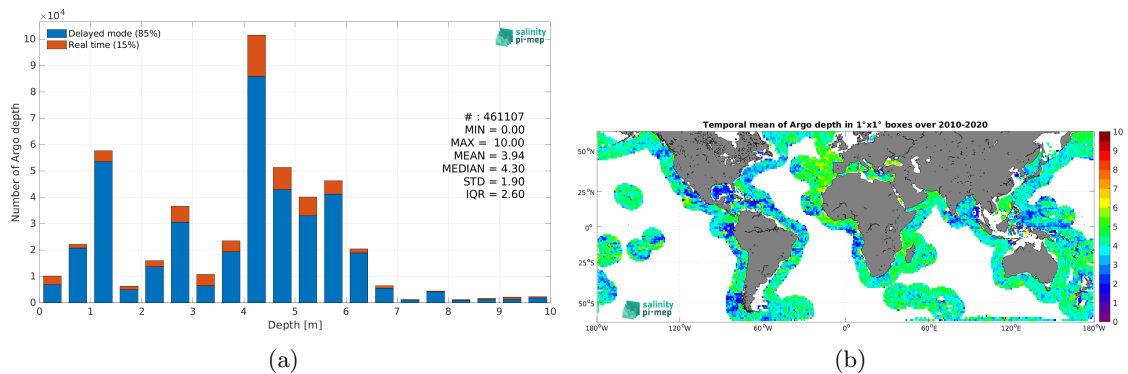 ×10⁴
Delayed mode (85%)
Real time (15%)
salinity
pi-mep
# : 461107
MIN = 0.00
MAX = 10.00
MEAN = 3.94
MEDIAN = 4.30
STD = 1.90
IQR = 2.60
Number of Argo depth
10
9
8
7
6
5
4
3
2
1
0
0 1 2 3 4 5 6 7 8 9 10
Depth [m]
(a)
Temporal mean of Argo depth in 1°x1° boxes over 2010-2020
50°N
25°N
0°
25°S
50°S
180°W 120°W 60°W 0° 60°E 120°E 180°W
salinity
pi-mep
10
9
8
7
6
5
4
3
2
1
0
(b)